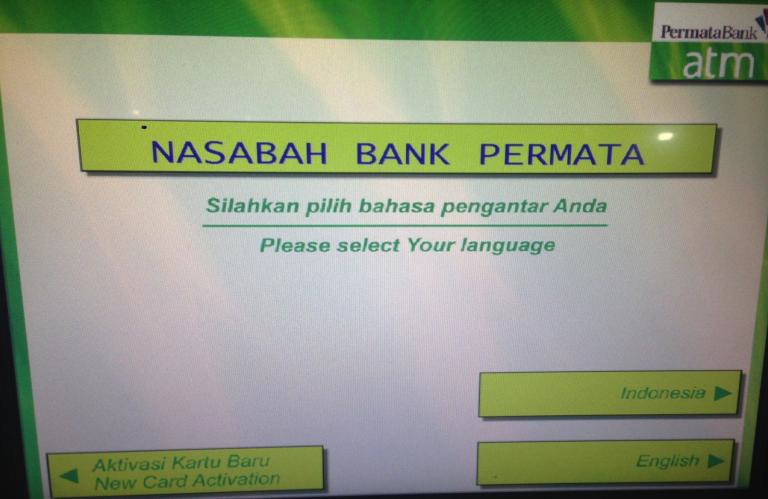 PermataBank
atm
NASABAH BANK PERMATA
Silahkan pilih bahasa pengantar Anda
Please select Your language
Indonesia
Aktivasi Kartu Baru
New Card Activation
English